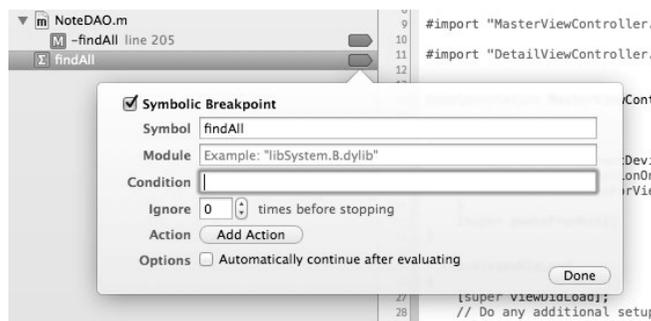 NoteDAO.m
M -findAll line 205
Σ findAll
9 #import "MasterViewController.
10
11 #import "DetailViewController.
12
Symbolic Breakpoint
Symbol findAll
Module Example: "libSystem.B.dylib"
Condition
Ignore 0 times before stopping
Action Add Action
Options Automatically continue after evaluating
Done
27 [super viewDidLoad];
28 // Do any additional setup